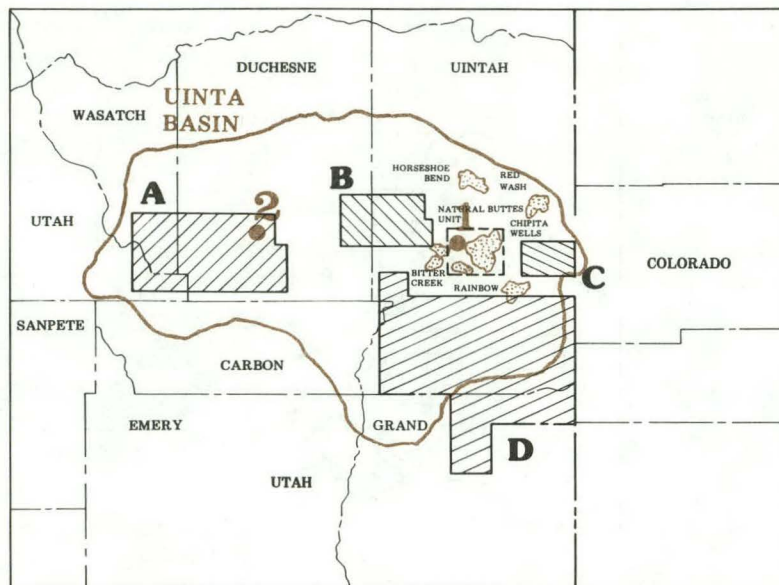 DUCHESNE
UINTAH
WASATCH
UINTA
BASIN
HORSESHOE
BEND
RED
WASH
A
B
2
UTAH
NATURAL BUTTES
UNIT
1
CHIPITA
WELLS
BITTER
CREEK
C
COLORADO
RAINBOW
SANPETE
CARBON
EMERY
GRAND
D
UTAH